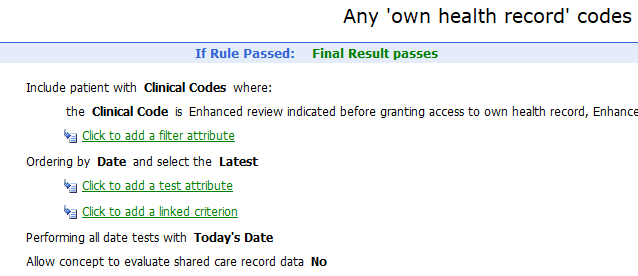 Any 'own health record' codes
If Rule Passed: Final Result passes
Include patient with Clinical Codes where:
the Clinical Code is Enhanced review indicated before granting access to own health record, Enhance
Click to add a filter attribute
Ordering by Date and select the Latest
Click to add a test attribute
Click to add a linked criterion
Performing all date tests with Today's Date
Allow concept to evaluate shared care record data No